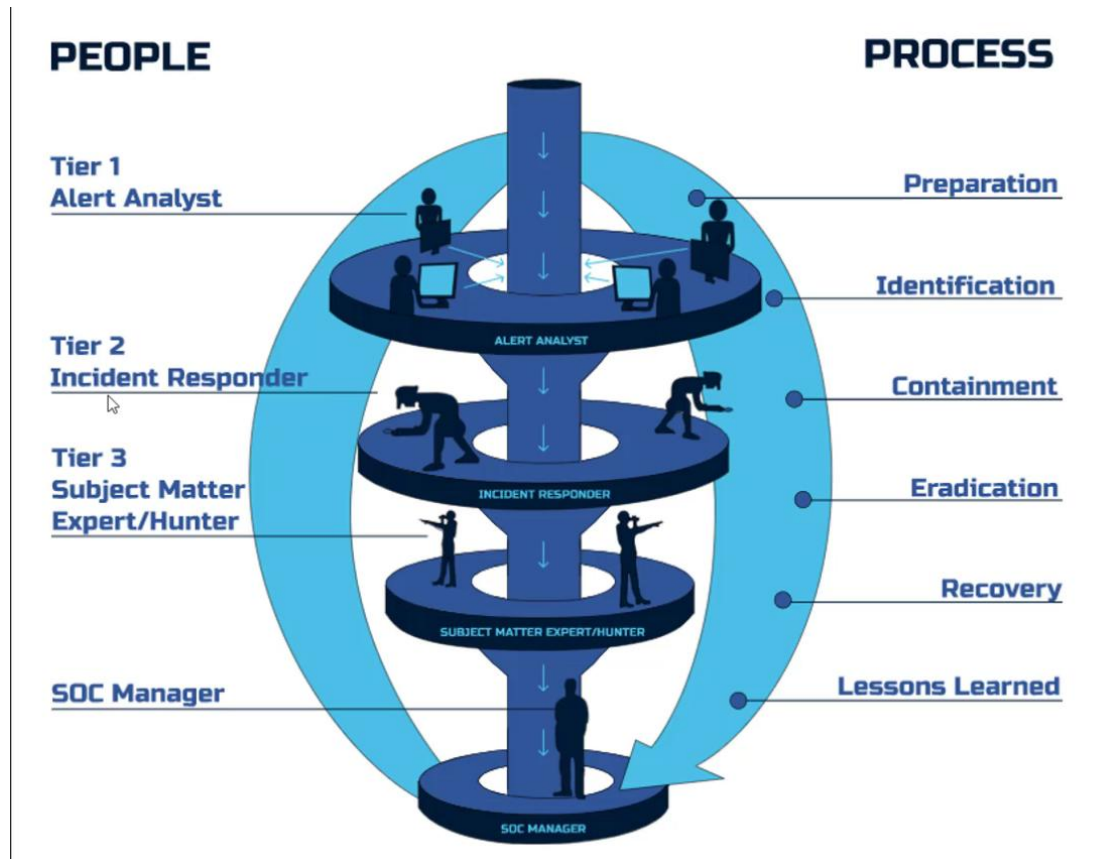 PEOPLE
PROCESS
Tier 1
Alert Analyst
Preparation
Identification
ALERT ANALYST
Tier 2
Incident Responder
Containment
Tier 3
Subject Matter
Expert/Hunter
INCIDENT RESPONDER
Eradication
Recovery
SUBJECT MATTER EXPERT/HUNTER
SOC Manager
Lessons Learned
SOC MANAGER